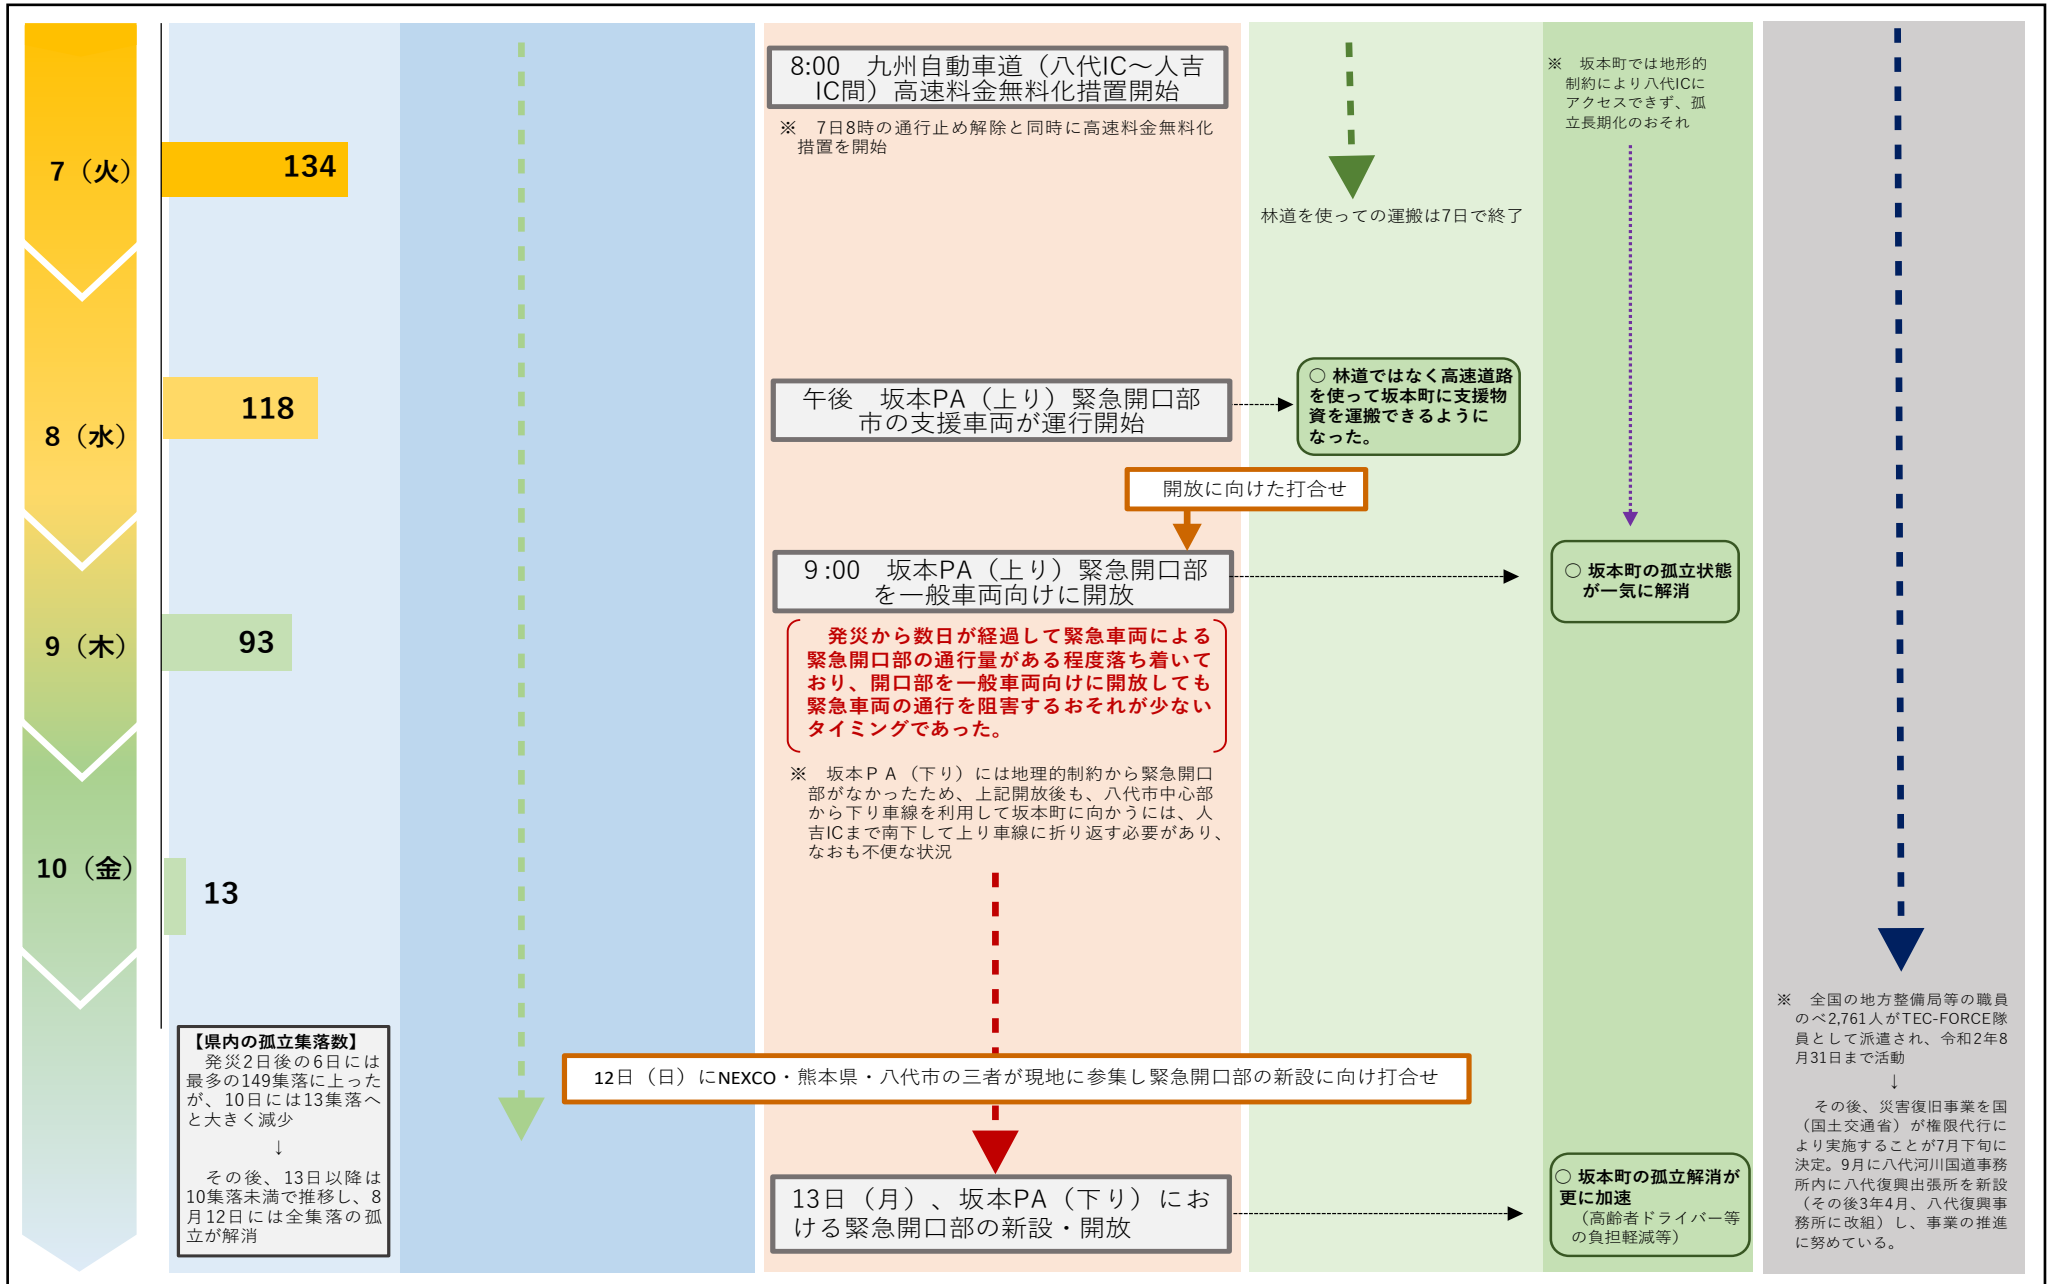 7（火）
134
8（水）
118
9（木）
93
10（金）
13
【県内の孤立集落数】
発災2日後の6日には
最多の149集落に上った
が、10日には13集落へ
と大きく減少
↓
その後、13日以降は
10集落未満で推移し、8
月12日には全集落の孤
立が解消
8:00　九州自動車道（八代IC～人吉
IC間）高速料金無料化措置開始
※　7日8時の通行止め解除と同時に高速料金無料化
措置を開始
午後　坂本PA（上り）緊急開口部
市の支援車両が運行開始
開放に向けた打合せ
9:00　坂本PA（上り）緊急開口部
を一般車両向けに開放
発災から数日が経過して緊急車両による
緊急開口部の通行量がある程度落ち着いて
おり、開口部を一般車両向けに開放しても
緊急車両の通行を阻害するおそれが少ない
タイミングであった。
※　坂本ＰＡ（下り）には地理的制約から緊急開口
部がなかったため、上記開放後も、八代市中心部
から下り車線を利用して坂本町に向かうには、人
吉ICまで南下して上り車線に折り返す必要があり、
なおも不便な状況
12日（日）にNEXCO・熊本県・八代市の三者が現地に参集し緊急開口部の新設に向け打合せ
13日（月）、坂本PA（下り）にお
ける緊急開口部の新設・開放
林道を使っての運搬は7日で終了
○ 林道ではなく高速道路
を使って坂本町に支援物
資を運搬できるように
なった。
※　坂本町では地形的
制約により八代ICに
アクセスできず、孤
立長期化のおそれ
○ 坂本町の孤立状態
が一気に解消
○ 坂本町の孤立解消が
更に加速
（高齢者ドライバー等
の負担軽減等）
※　全国の地方整備局等の職員
のべ2,761人がTEC-FORCE隊
員として派遣され、令和2年8
月31日まで活動
↓
その後、災害復旧事業を国
（国土交通省）が権限代行に
より実施することが7月下旬に
決定。9月に八代河川国道事務
所内に八代復興出張所を新設
（その後3年4月、八代復興事
務所に改組）し、事業の推進
に努めている。